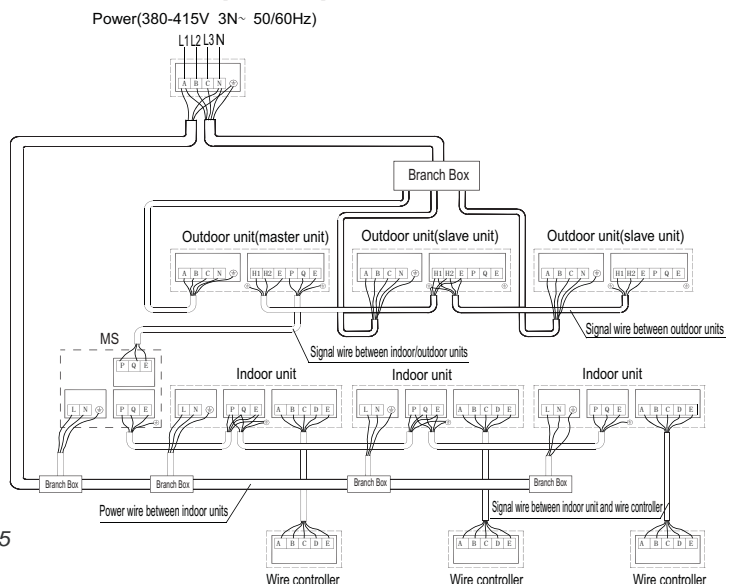 Power(380-415V 3N~ 50/60Hz)
L1 L2 L3 N
A B C N
Branch Box
Outdoor unit(master unit) Outdoor unit(slave unit) Outdoor unit(slave unit)
A B C N H1 H2 E P Q E A B C N H1 H2 E P Q E A B C N H1 H2 E P Q E
Signal wire between outdoor units
MS
Signal wire between indoor/outdoor units
P Q E
Indoor unit Indoor unit Indoor unit
L N P Q E L N P Q E A B C D E L N P Q E A B C D E L N P Q E A B C D E
Branch Box Branch Box Branch Box Branch Box
Power wire between indoor units
Signal wire between indoor unit and wire controller
5
A B C D E A B C D E A B C D E
Wire controller Wire controller Wire controller